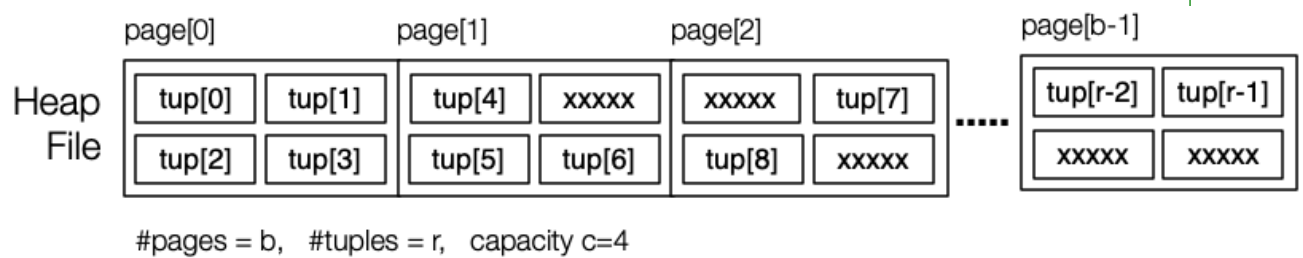 page[0] page[1] page[2] page[b-1]
Heap File
tup[0] tup[1] tup[4] xxxxx xxxxx tup[7] ..... tup[r-2] tup[r-1]
tup[2] tup[3] tup[5] tup[6] tup[8] xxxxx xxxxx xxxxx
#pages = b, #tuples = r, capacity c=4